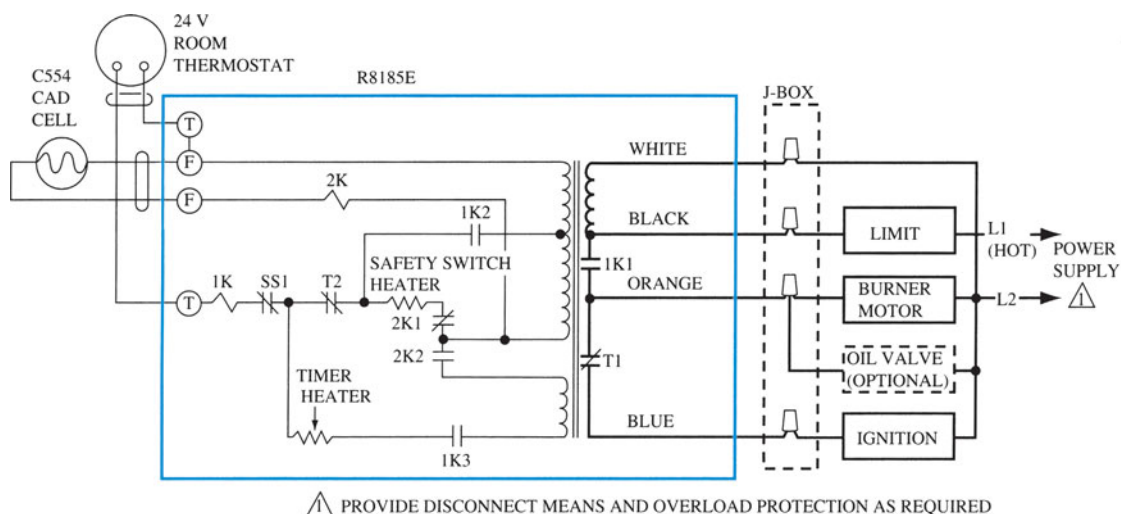 24 V
ROOM
THERMOSTAT
C554
CAD
CELL
R8185E
J-BOX
T
F
F
T
WHITE
2K
1K2
BLACK
LIMIT
L1
(HOT)
POWER
SUPPLY
1
1K1
SAFETY SWITCH
HEATER
ORANGE
BURNER
MOTOR
L2
1K
SS1
T2
2K1
2K2
T1
OIL VALVE
(OPTIONAL)
TIMER
HEATER
BLUE
IGNITION
1K3
1 PROVIDE DISCONNECT MEANS AND OVERLOAD PROTECTION AS REQUIRED